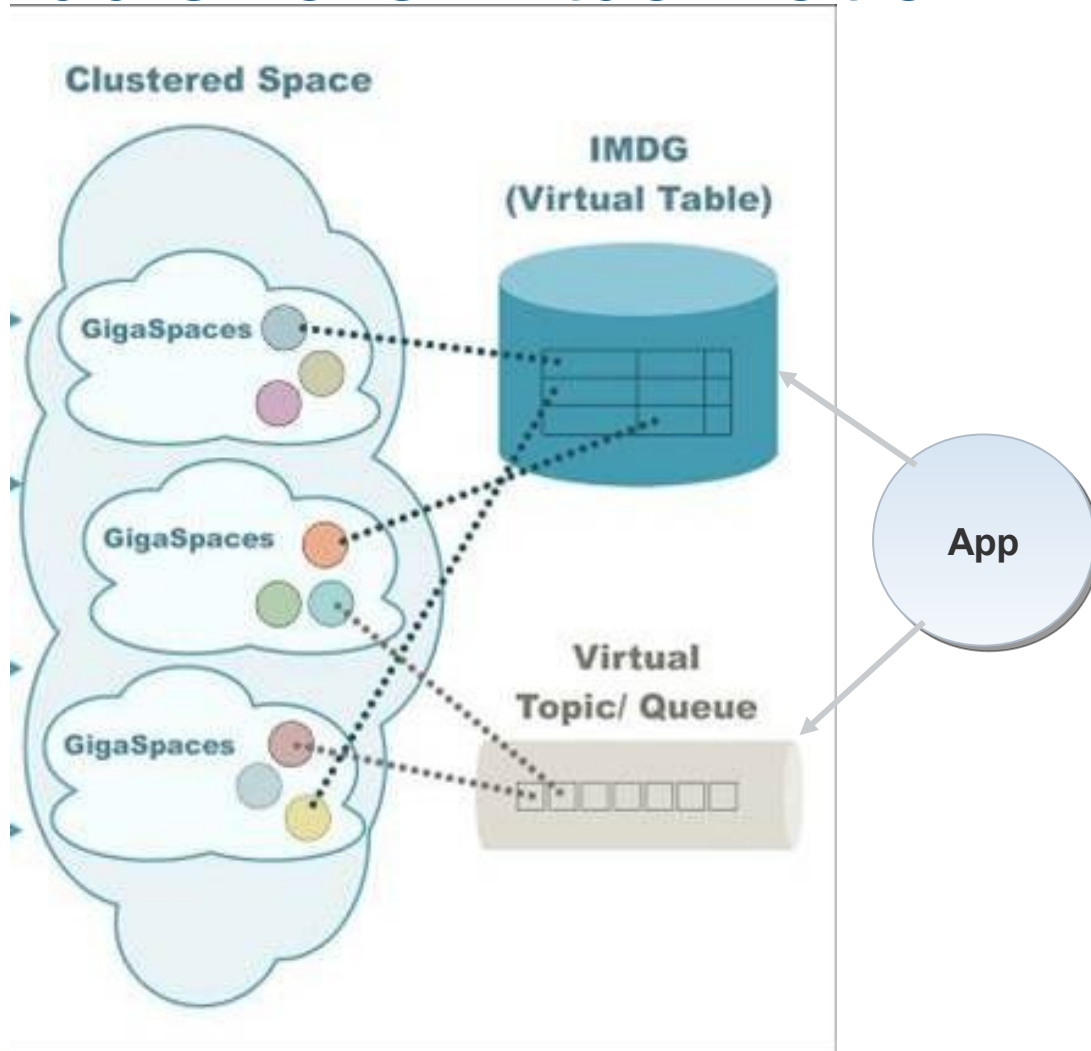 Clustered Space
IMDG
(Virtual Table)
GigaSpaces
GigaSpaces
App
Virtual
Topic/ Queue
GigaSpaces